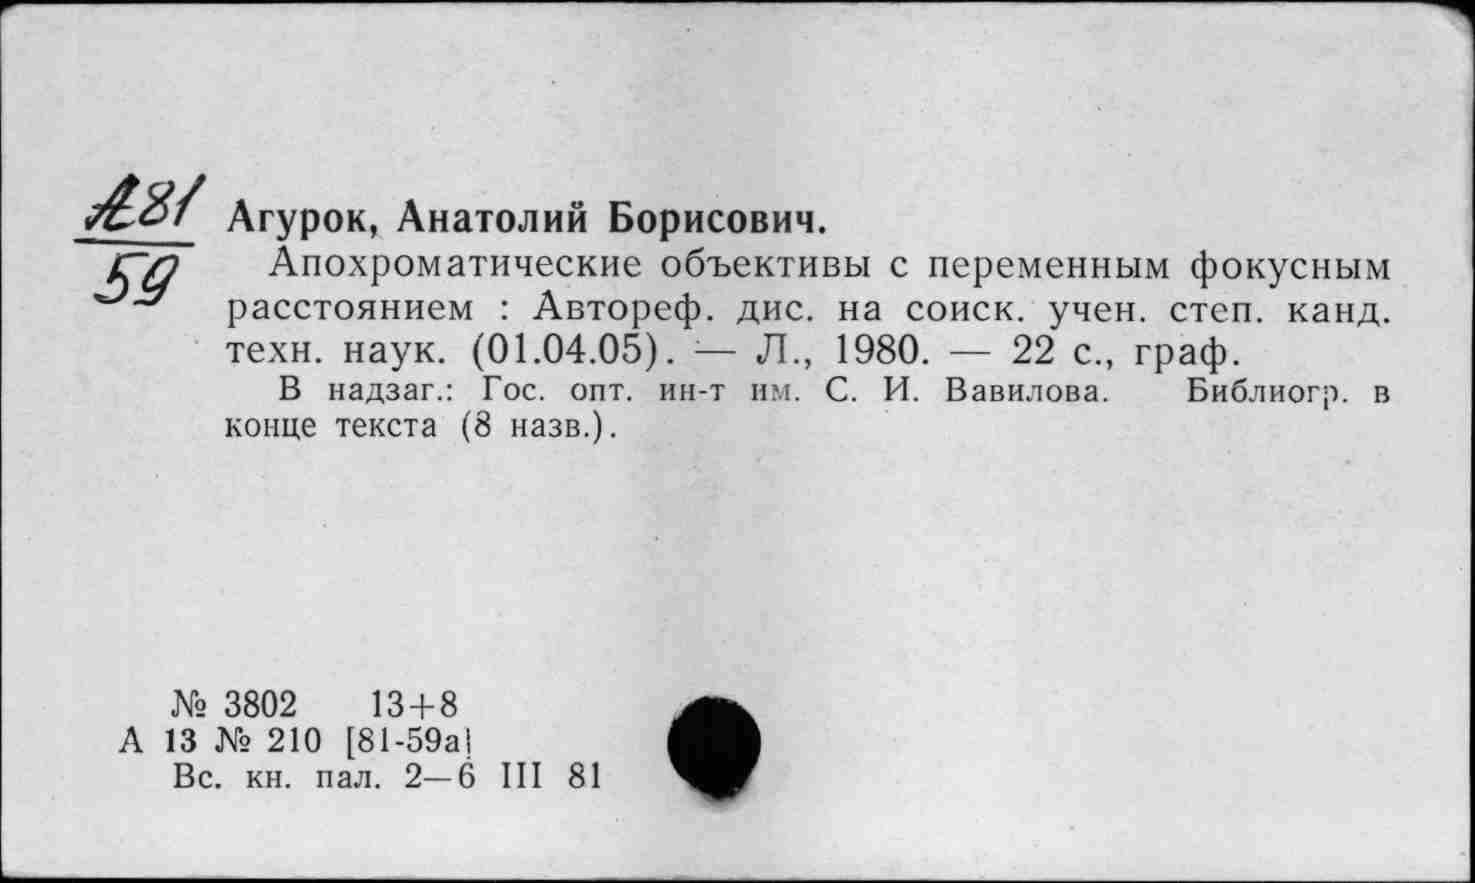 А81
59
Агурок, Анатолий Борисович.
Апохроматические объективы с переменным фокусным
расстоянием : Автореф. дис. на соиск. учен. степ. канд.
техн. наук. (01.04.05). — Л., 1980. — 22 с., граф.
В надзаг.: Гос. опт. ин-т им. С. И. Вавилова. Библиогр. в
конце текста (8 назв.).
№ 3802 13+8
А 13 № 210 [81-59а]
Вс. кн. пал. 2—6 III 81